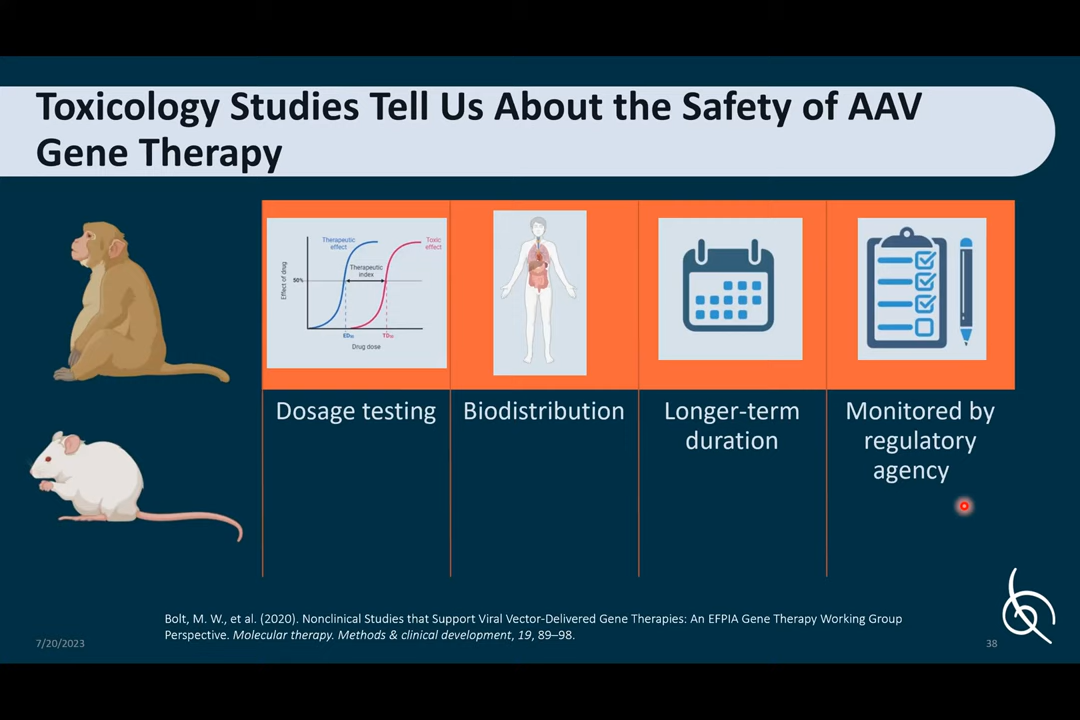 Toxicology Studies Tell Us About the Safety of AAV
Gene Therapy
Therapeutic
effect
Toxic
effect
Therapeutic
index
Effect of drug
50%
ED50
TD50
Drug dose
Dosage testing
Biodistribution
Longer-term
duration
Monitored by
regulatory
agency
Bolt, M. W., et al. (2020). Nonclinical Studies that Support Viral Vector-Delivered Gene Therapies: An EFPIA Gene Therapy Working Group
Perspective. Molecular therapy. Methods & clinical development, 19, 89–98.
7/20/2023
38